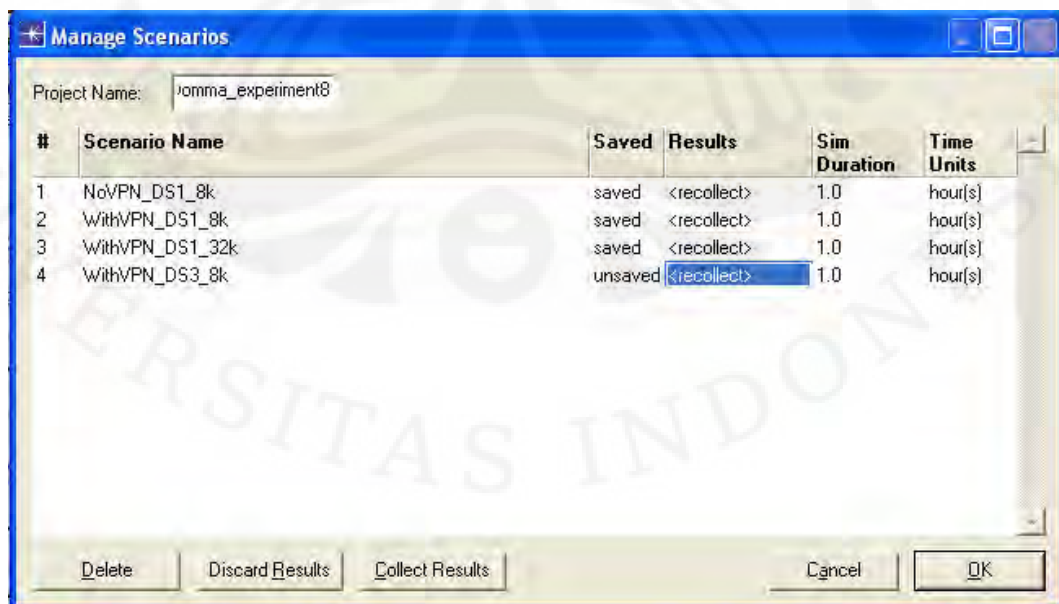 Manage Scenarios
Project Name: omma_experiment8
# Scenario Name Saved Results Sim Duration Time Units
1 NoVPN_DS1_8k saved <recollect> 1.0 hour(s)
2 WithVPN_DS1_8k saved <recollect> 1.0 hour(s)
3 WithVPN_DS1_32k saved <recollect> 1.0 hour(s)
4 WithVPN_DS3_8k unsaved <recollect> 1.0 hour(s)
ERSITAS INDONE
Delete Discard Results Collect Results Cancel OK